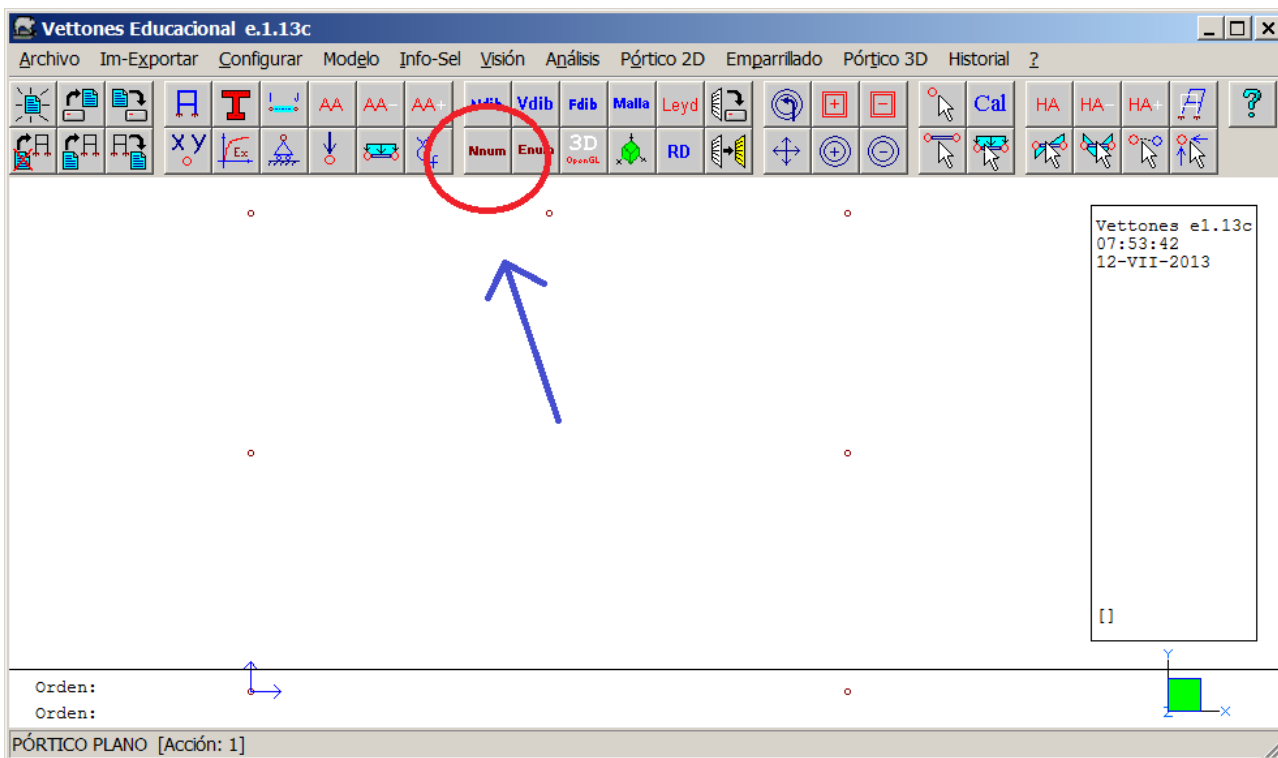 Vettones Educacional e.1.13c
Archivo Im-Exportar Configurar Modelo Info-Sel Visión Análisis Pórtico 2D Emparrillado Pórtico 3D Historial ?
AA AA- AA+ Ndib Vdib Fdib Malla Leyd Cal HA HA- HA+ ?
X Y Ex F Nnum Enum 3D OpenGL RD
Vettones e1.13c
07:53:42
12-VII-2013
[]
Y
Z X
Orden:
Orden:
PÓRTICO PLANO [Acción: 1]